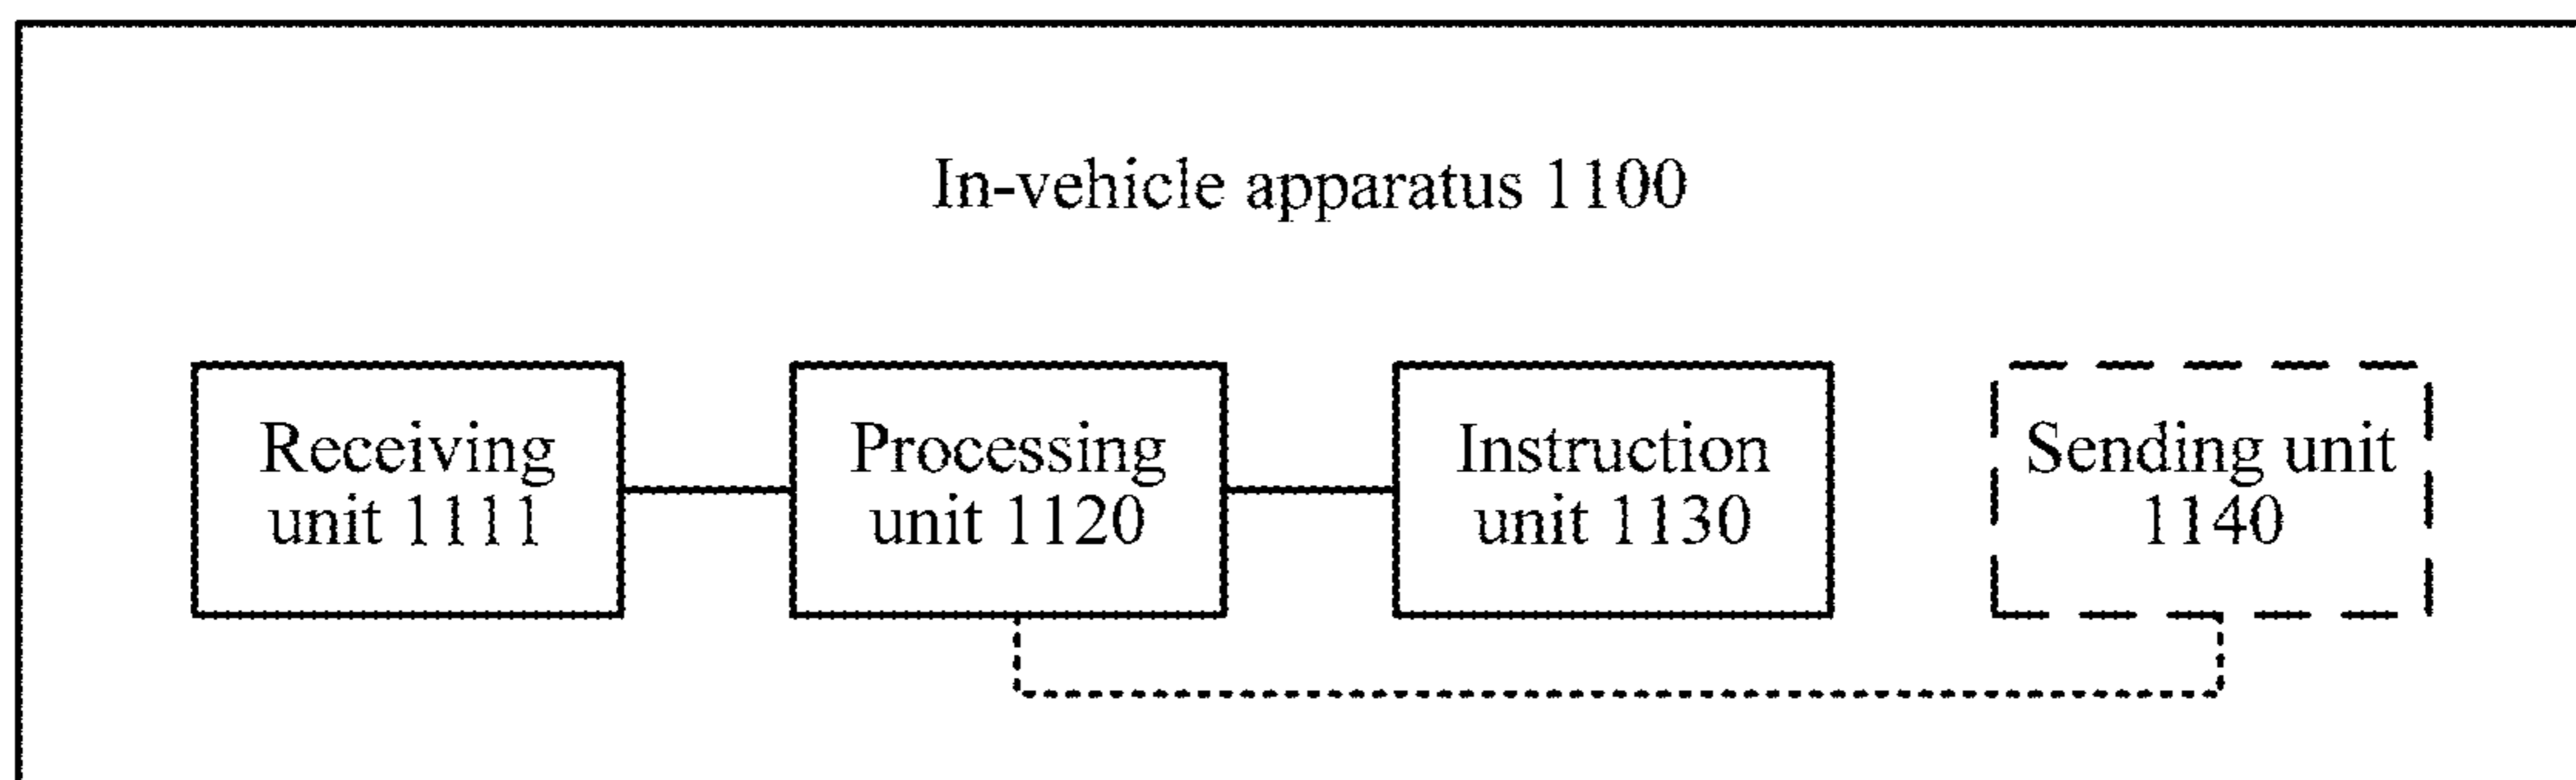 In-vehicle apparatus 1100
Receiving
unit 1111
Processing
unit 1120
Instruction
unit 1130
Sending unit
1140